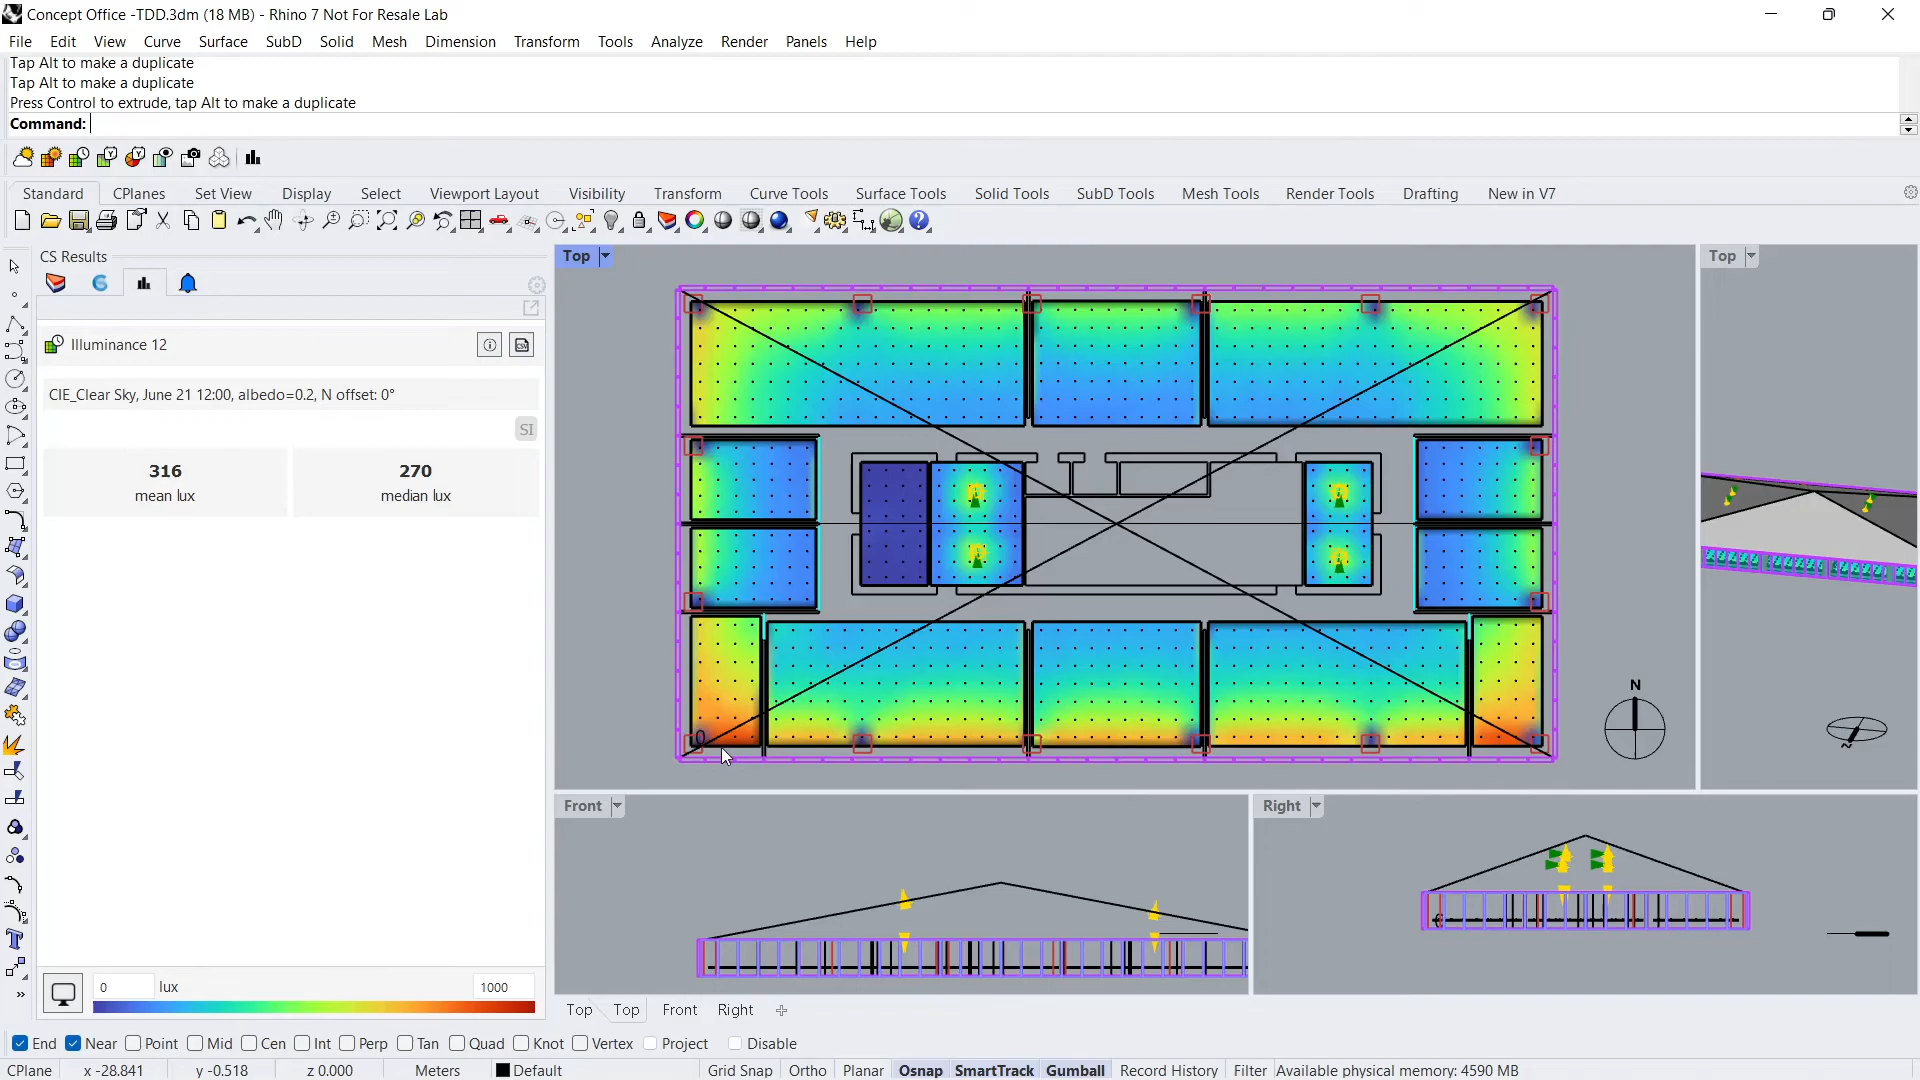 Concept Office -TDD.3dm (18 MB) - Rhino 7 Not For Resale Lab
File Edit View Curve Surface SubD Solid Mesh Dimension Transform Tools Analyze Render Panels Help
Tap Alt to make a duplicate
Tap Alt to make a duplicate
Press Control to extrude, tap Alt to make a duplicate
Command:
Standard CPlanes Set View Display Select Viewport Layout Visibility Transform Curve Tools Surface Tools Solid Tools SubD Tools Mesh Tools Render Tools Drafting New in V7
CS Results
Illuminance 12
CSV
CIE_Clear Sky, June 21 12:00, albedo=0.2, N offset: 0°
SI
316
mean lux
270
median lux
0 lux 1000
Top
Top
N
0
Front
Right
Top Top Front Right
End Near Point Mid Cen Int Perp Tan Quad Knot Vertex Project Disable
CPlane x -28.841 y -0.518 z 0.000 Meters Default Grid Snap Ortho Planar Osnap SmartTrack Gumball Record History Filter Available physical memory: 4590 MB